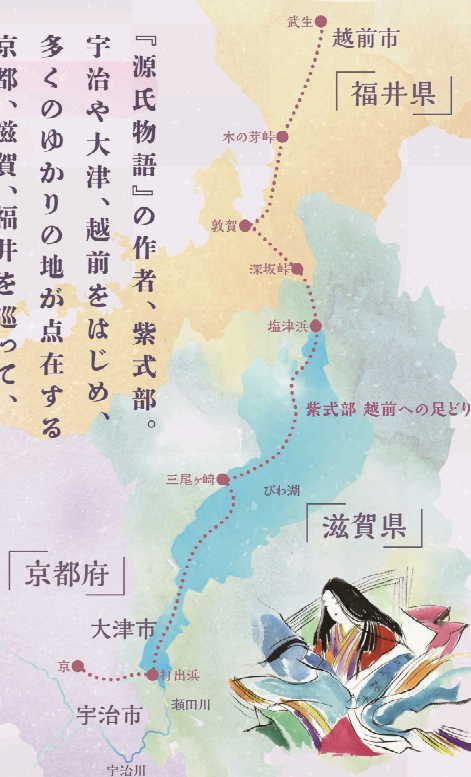 『源氏物語』の作者、紫式部。
宇治や大津、越前をはじめ、
多くのゆかりの地が点在する
京都、滋賀、福井を巡って、
武生
越前市
福井県
木の芽峠
敦賀
深坂峠
塩津浜
紫式部 越前への足どり
三尾ヶ崎
びわ湖
滋賀県
京都府
大津市
京
打出浜
瀬田川
宇治市
宇治川